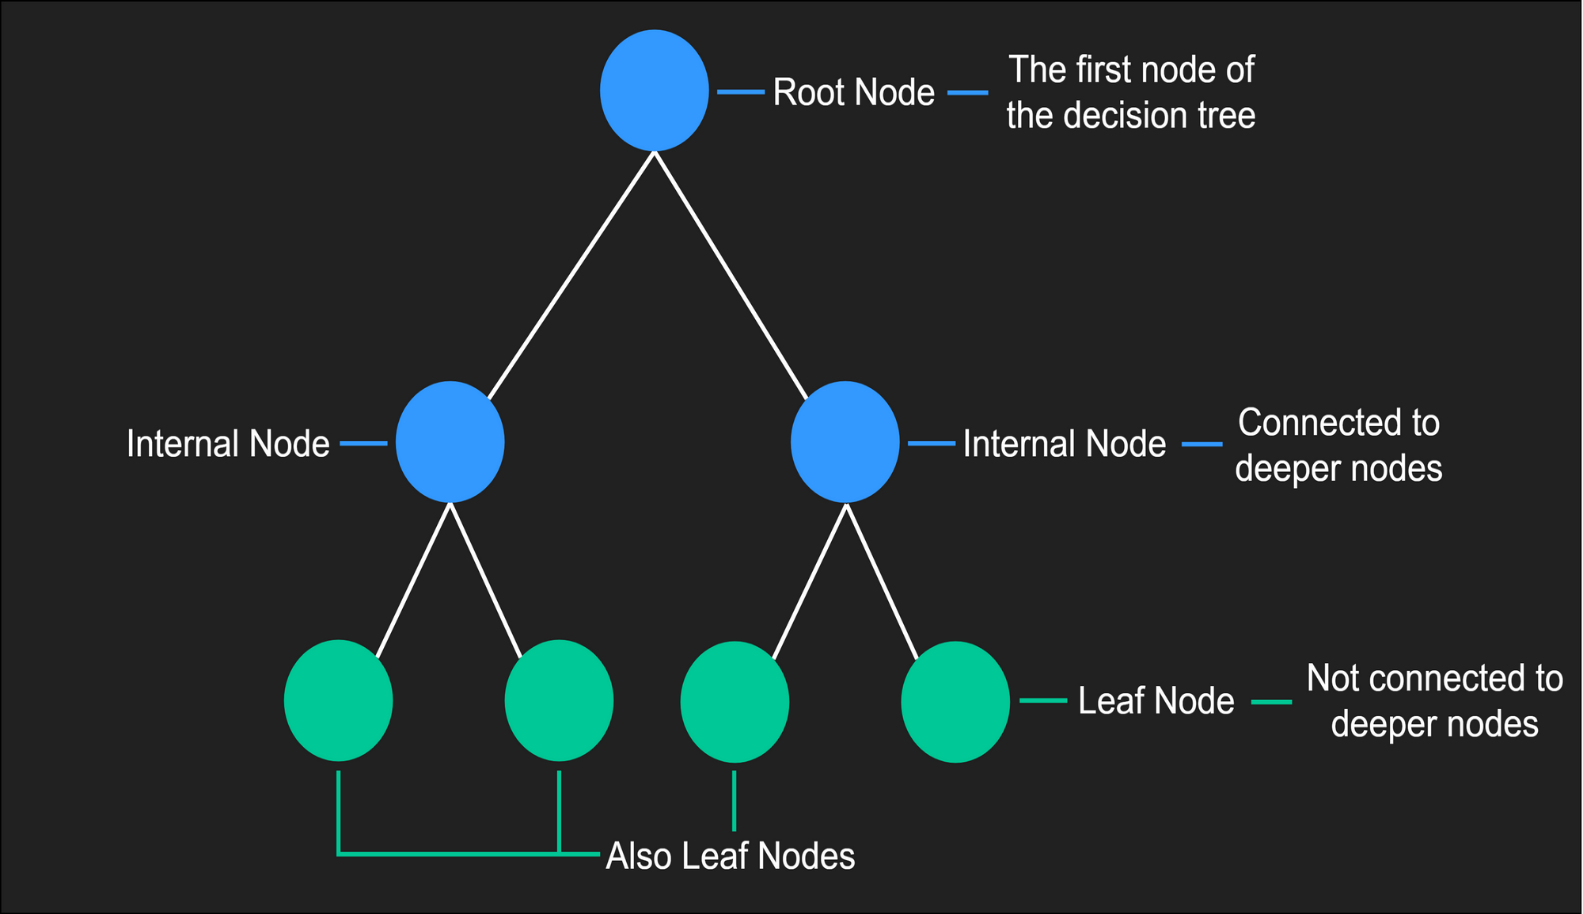 Root Node
The first node of
the decision tree
Internal Node
Internal Node
Connected to
deeper nodes
Leaf Node
Not connected to
deeper nodes
Also Leaf Nodes